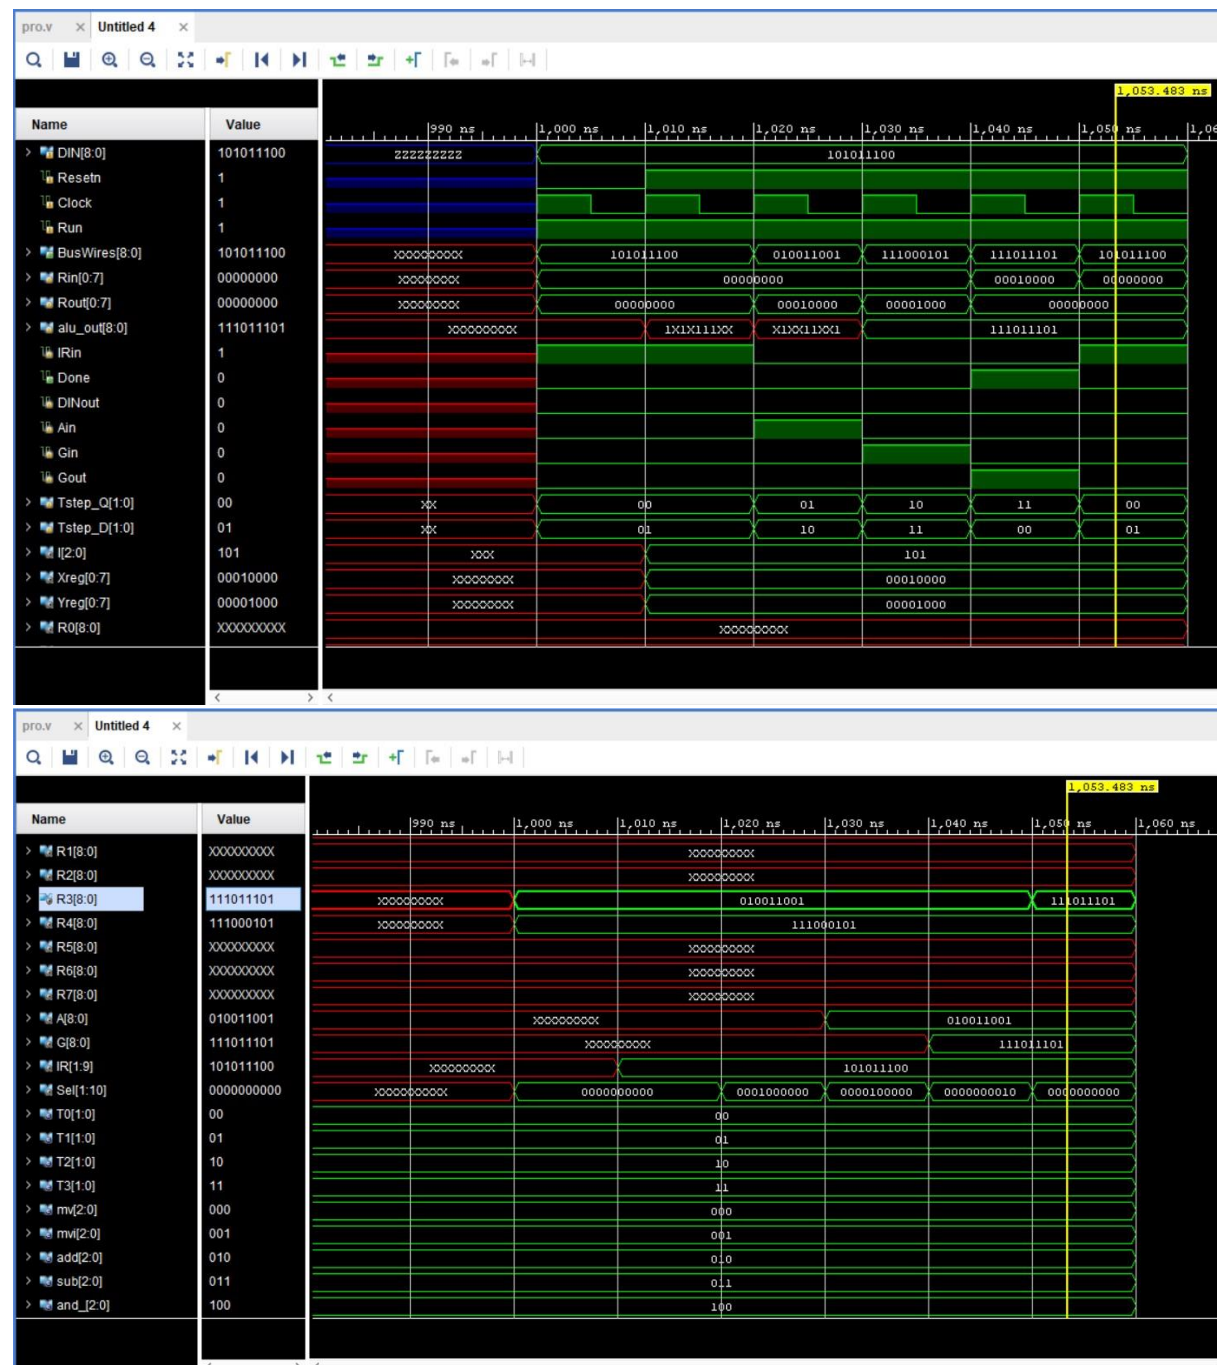 pro.v × Untitled 4 ×
1,053.483 ns
Name Value
990 ns 1,000 ns 1,010 ns 1,020 ns 1,030 ns 1,040 ns 1,050 ns 1,06
DIN[8:0] 101011100 ZZZZZZZZZ 101011100
Resetn 1
Clock 1
Run 1
BusWires[8:0] 101011100 XXXXXXXXX 101011100 010011001 111000101 111011101 101011100
Rin[0:7] 00000000 XXXXXXXX 00000000 00010000 00000000
Rout[0:7] 00000000 XXXXXXXX 00000000 00010000 00001000 00000000
alu_out[8:0] 111011101 XXXXXXXXX 1X1X111XX X1XX11XX1 111011101
IRin 1
Done 0
DINout 0
Ain 0
Gin 0
Gout 0
Tstep_Q[1:0] 00 XX 00 01 10 11 00
Tstep_D[1:0] 01 XX 01 10 11 00 01
I[2:0] 101 XXX 101
Xreg[0:7] 00010000 XXXXXXXX 00010000
Yreg[0:7] 00001000 XXXXXXXX 00001000
R0[8:0] XXXXXXXXX XXXXXXXXX
pro.v × Untitled 4 ×
1,053.483 ns
Name Value
990 ns 1,000 ns 1,010 ns 1,020 ns 1,030 ns 1,040 ns 1,050 ns 1,060 ns
R1[8:0] XXXXXXXXX XXXXXXXXX
R2[8:0] XXXXXXXXX XXXXXXXXX
R3[8:0] 111011101 XXXXXXXXX 010011001 111011101
R4[8:0] 111000101 XXXXXXXXX 111000101
R5[8:0] XXXXXXXXX XXXXXXXXX
R6[8:0] XXXXXXXXX XXXXXXXXX
R7[8:0] XXXXXXXXX XXXXXXXXX
A[8:0] 010011001 XXXXXXXXX 010011001
G[8:0] 111011101 XXXXXXXXX 111011101
IR[1:9] 101011100 XXXXXXXXX 101011100
Sel[1:10] 0000000000 XXXXXXXXXX 0000000000 0001000000 0000100000 0000000010 0000000000
T0[1:0] 00 00
T1[1:0] 01 01
T2[1:0] 10 10
T3[1:0] 11 11
mv[2:0] 000 000
mvi[2:0] 001 001
add[2:0] 010 010
sub[2:0] 011 011
and_[2:0] 100 100